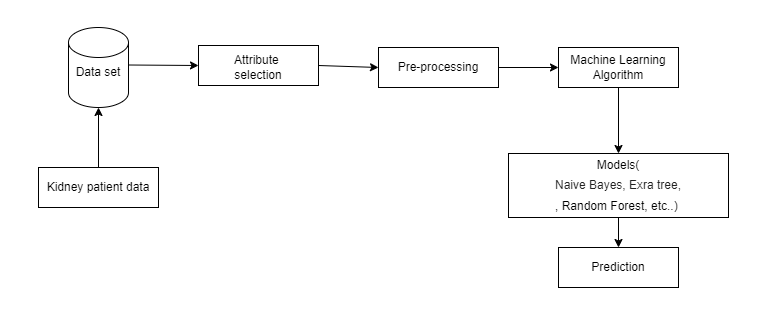 Data set
Attribute
selection
Pre-processing
Machine Learning
Algorithm
Kidney patient data
Models(
Naive Bayes, Exra tree,
, Random Forest, etc..)
Prediction